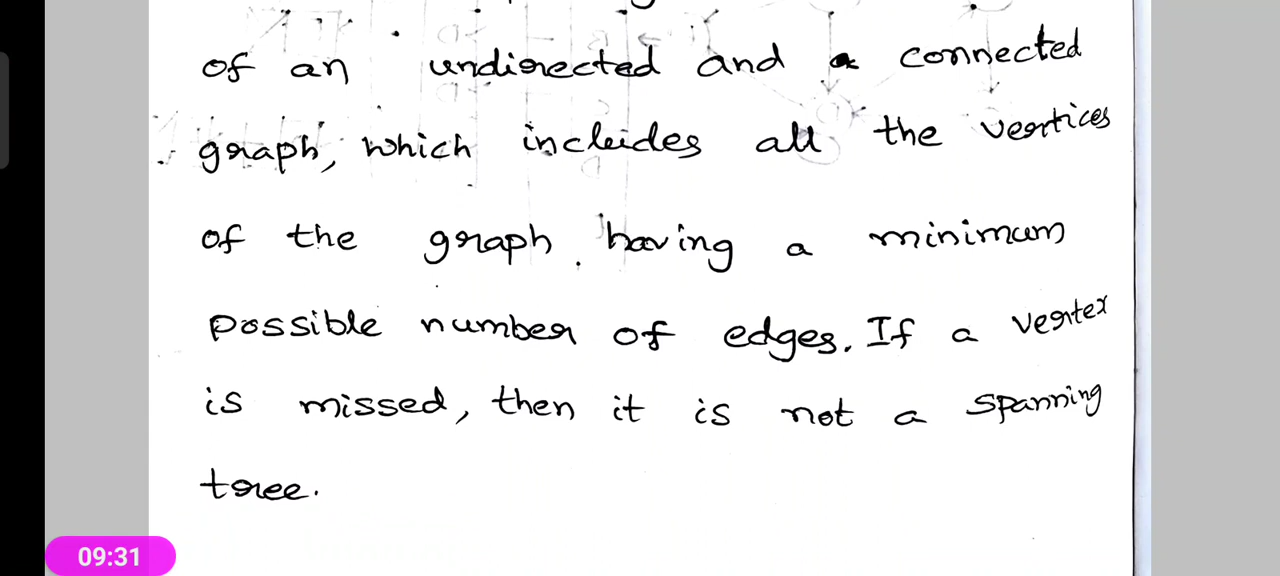 of an undirected and a connected
graph, which includes all the vertices
of the graph having a minimum
possible number of edges. If a vertex
is missed, then it is not a spanning
tree.
09:31